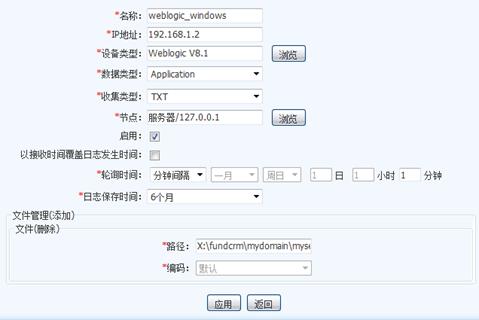 *名称: weblogic_windows
*IP地址: 192.168.1.2
*设备类型: Weblogic V8.1 浏览
*数据类型: Application
*收集类型: TXT
*节点: 服务器/127.0.0.1 浏览
启用:
以接收时间覆盖日志发生时间:
*轮询时间: 分钟间隔 一月 周日 1 日 1 小时 1 分钟
*日志保存时间: 6个月
文件管理(添加)
文件(删除)
*路径: X:\fundcrm\mydomain\myse
*编码: 默认
应用 返回